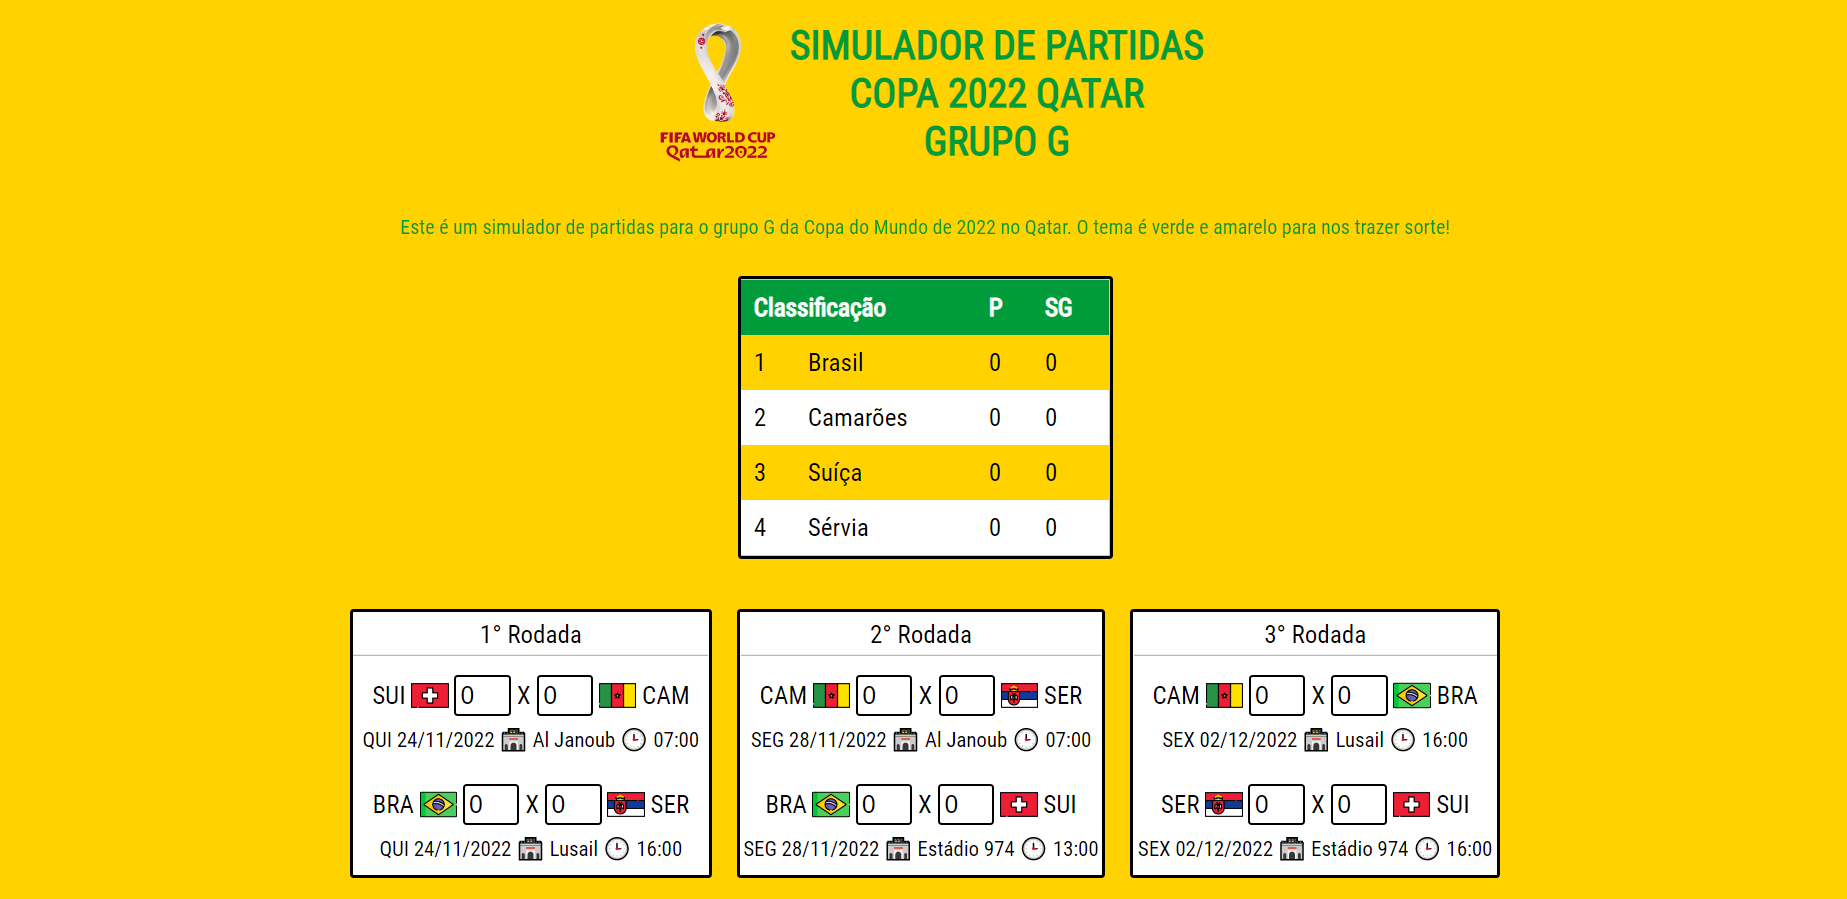 SIMULADOR DE PARTIDAS
COPA 2022 QATAR
GRUPO G
FIFA WORLD CUP
Qatar2022
Este é um simulador de partidas para o grupo G da Copa do Mundo de 2022 no Qatar. O tema é verde e amarelo para nos trazer sorte!
Classificação P SG
1 Brasil 0 0
2 Camarões 0 0
3 Suíça 0 0
4 Sérvia 0 0
1° Rodada
SUI 0 X 0 CAM
QUI 24/11/2022 Al Janoub 07:00
BRA 0 X 0 SER
QUI 24/11/2022 Lusail 16:00
2° Rodada
CAM 0 X 0 SER
SEG 28/11/2022 Al Janoub 07:00
BRA 0 X 0 SUI
SEG 28/11/2022 Estádio 974 13:00
3° Rodada
CAM 0 X 0 BRA
SEX 02/12/2022 Lusail 16:00
SER 0 X 0 SUI
SEX 02/12/2022 Estádio 974 16:00